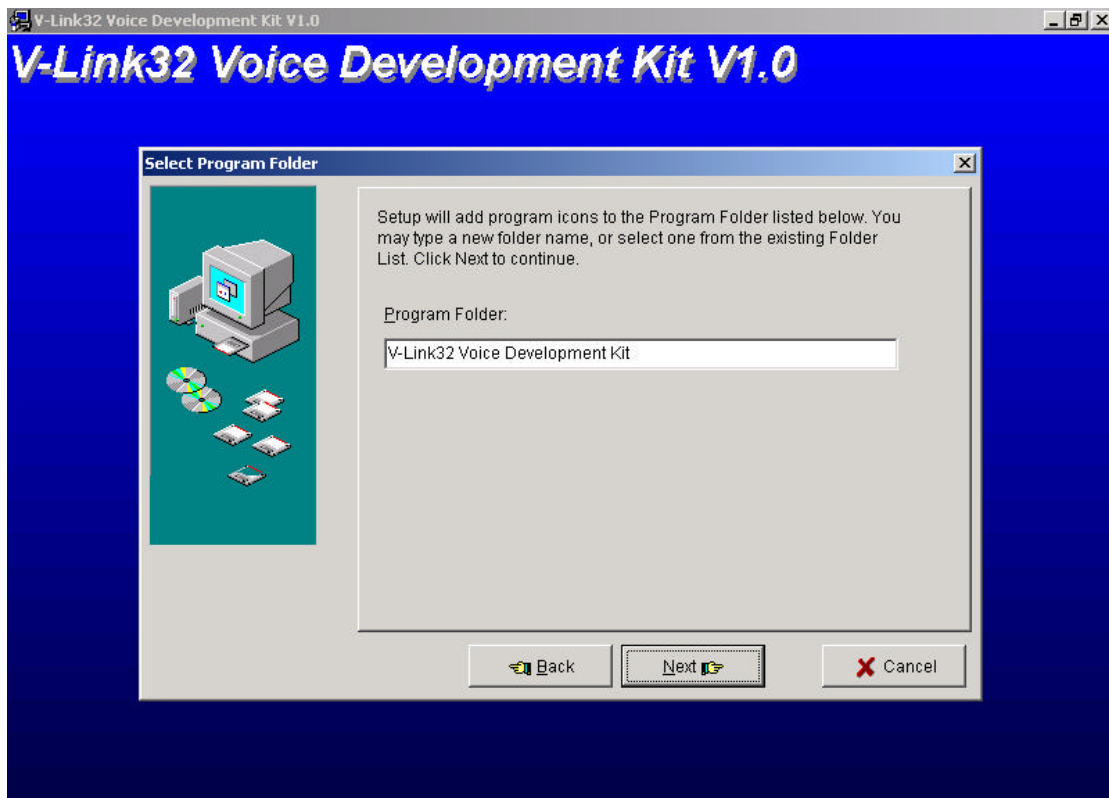 V-Link32 Voice Development Kit V1.0
V-Link32 Voice Development Kit V1.0
Select Program Folder
Setup will add program icons to the Program Folder listed below. You
may type a new folder name, or select one from the existing Folder
List. Click Next to continue.
Program Folder:
V-Link32 Voice Development Kit
Back
Next
Cancel